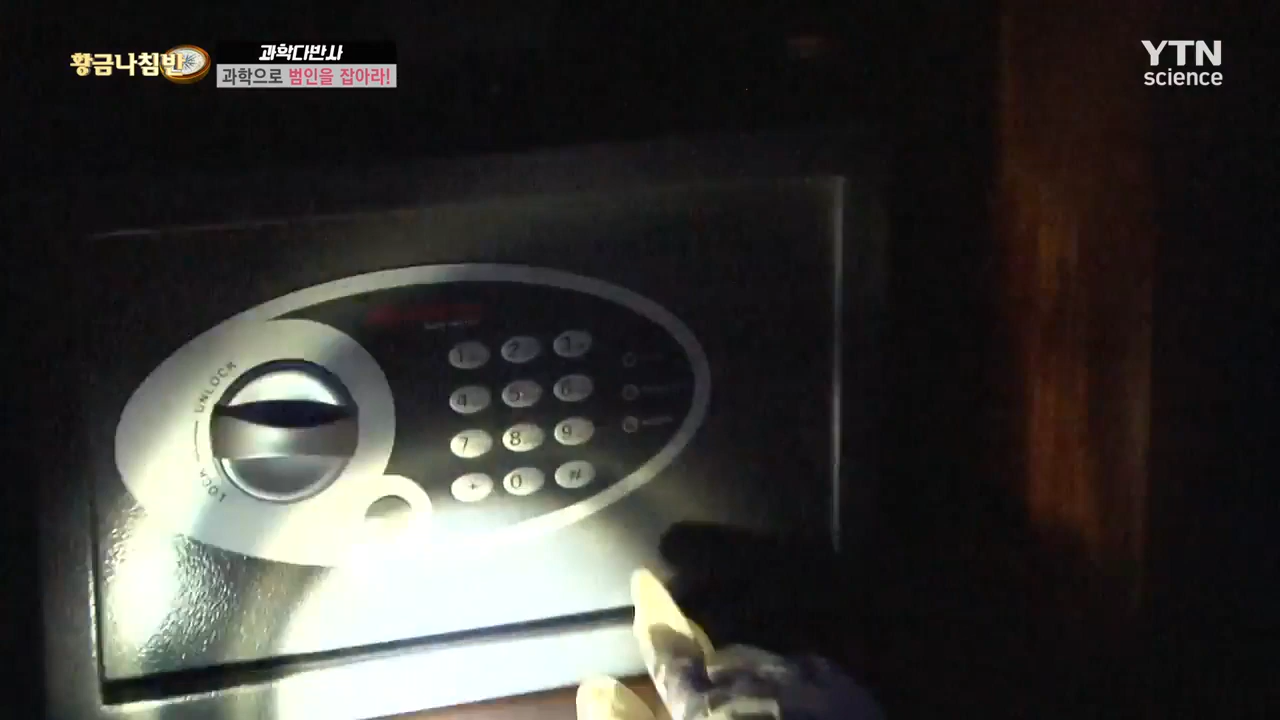 황금나침반
과학다반사
과학으로 범인을 잡아라!
YTN
science
UNLOCK
LOCK
1 2
4 5 6
7 8 9
0 #